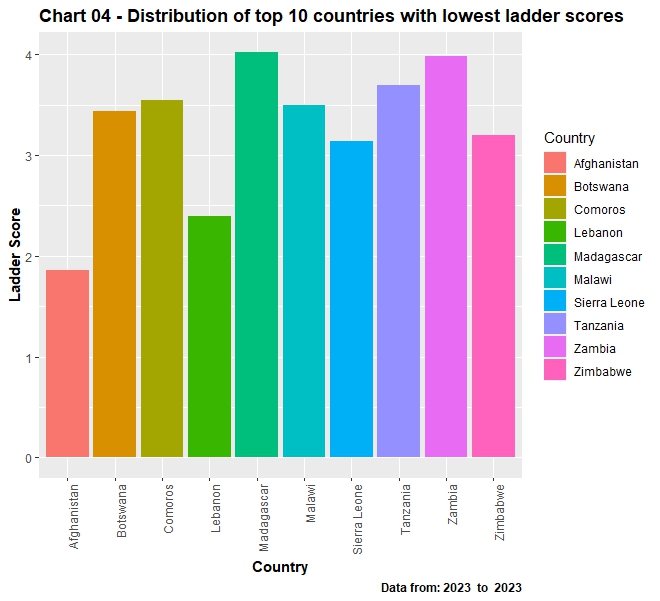 Chart 04 - Distribution of top 10 countries with lowest ladder scores
Ladder Score
4
3
2
1
0
Afghanistan
Botswana
Comoros
Lebanon
Madagascar
Malawi
Sierra Leone
Tanzania
Zambia
Zimbabwe
Country
Country
Afghanistan
Botswana
Comoros
Lebanon
Madagascar
Malawi
Sierra Leone
Tanzania
Zambia
Zimbabwe
Data from: 2023 to 2023